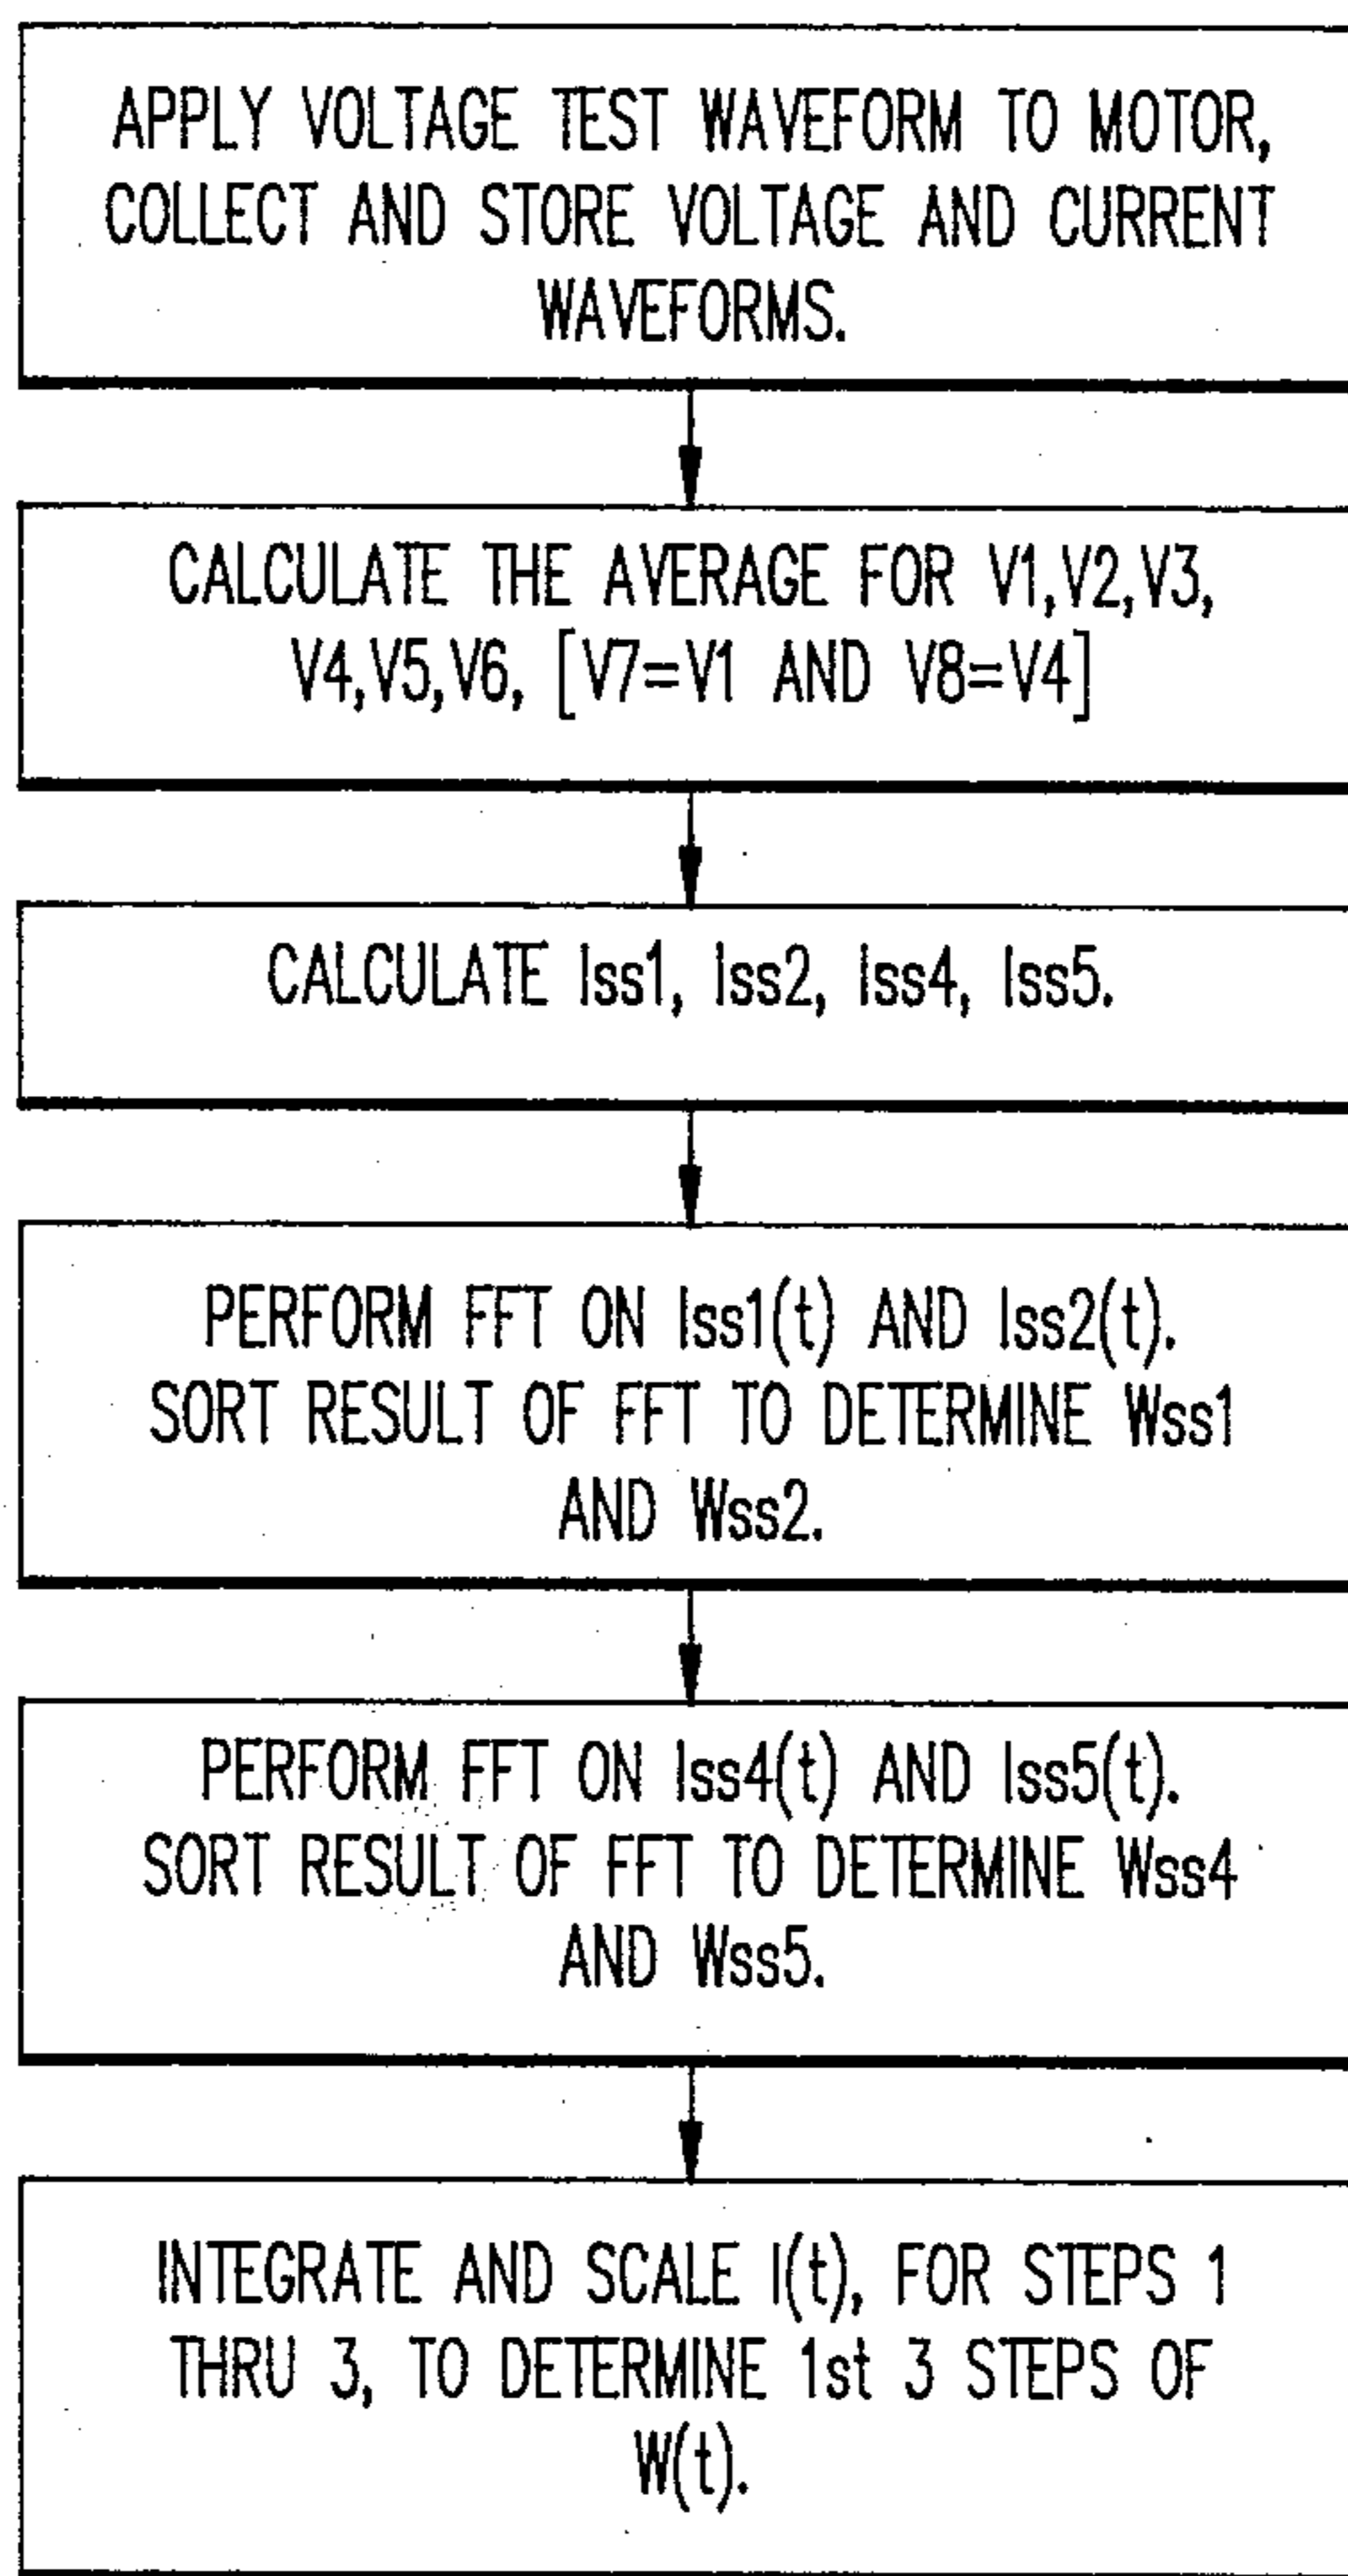 APPLY VOLTAGE TEST WAVEFORM TO MOTOR,
COLLECT AND STORE VOLTAGE AND CURRENT
WAVEFORMS.
CALCULATE THE AVERAGE FOR V1,V2,V3,
V4,V5,V6, [V7=V1 AND V8=V4]
CALCULATE Iss1, Iss2, Iss4, Iss5.
PERFORM FFT ON Iss1(t) AND Iss2(t).
SORT RESULT OF FFT TO DETERMINE Wss1
AND Wss2.
PERFORM FFT ON Iss4(t) AND Iss5(t).
SORT RESULT OF FFT TO DETERMINE Wss4
AND Wss5.
INTEGRATE AND SCALE I(t), FOR STEPS 1
THRU 3, TO DETERMINE 1st 3 STEPS OF
W(t).